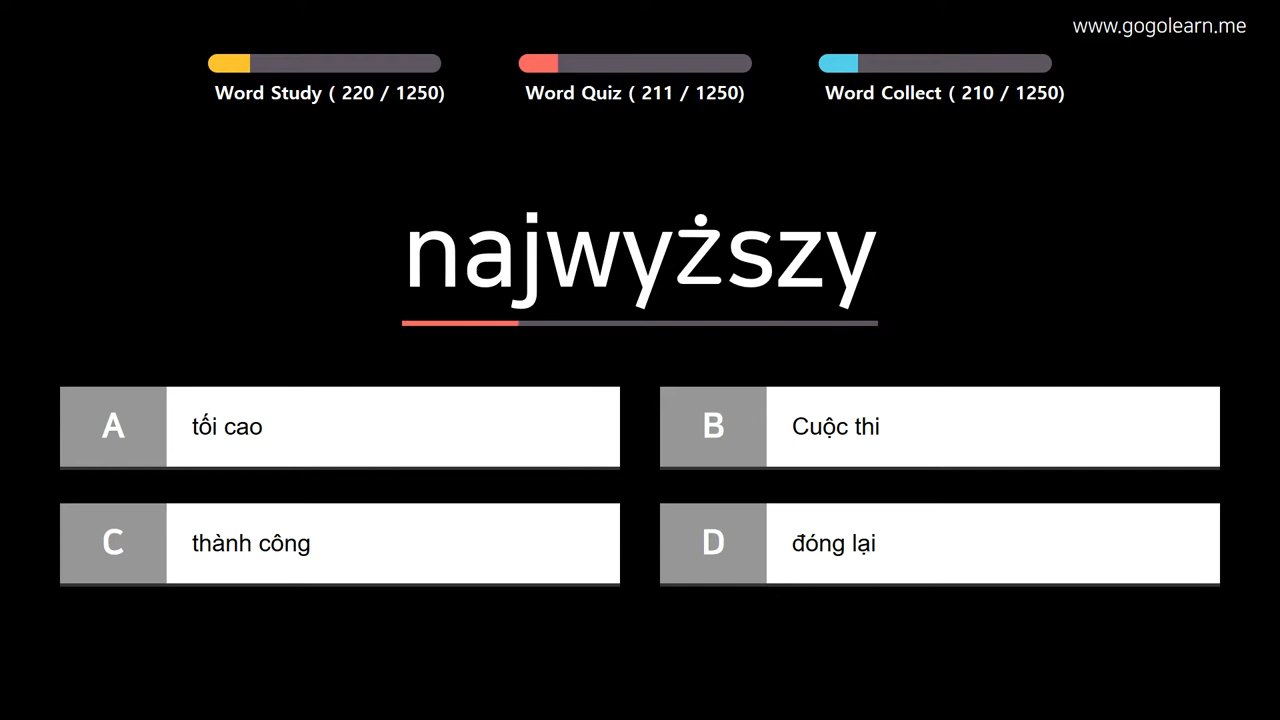 www.gogolearn.me
Word Study ( 220 / 1250)
Word Quiz ( 211 / 1250)
Word Collect ( 210 / 1250)
najwyższy
A
tối cao
B
Cuộc thi
C
thành công
D
đóng lại